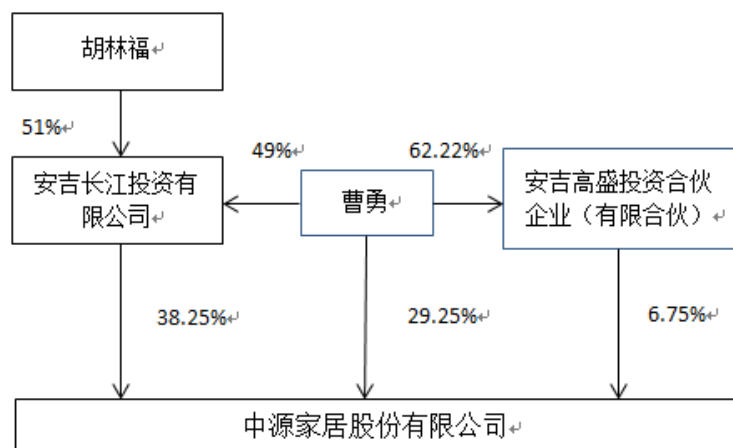 胡林福
51%
49%
62.22%
安吉长江投资有
限公司
曹勇
安吉高盛投资合伙
企业（有限合伙）
38.25%
29.25%
6.75%
中源家居股份有限公司